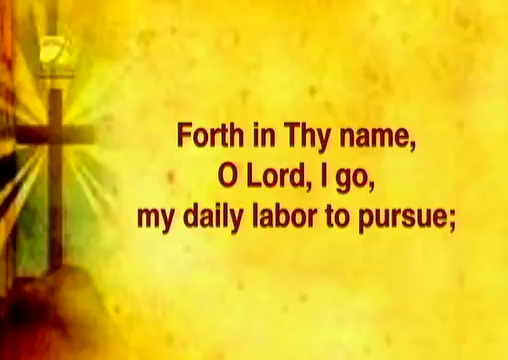 Forth in Thy name,
O Lord, I go,
my daily labor to pursue;